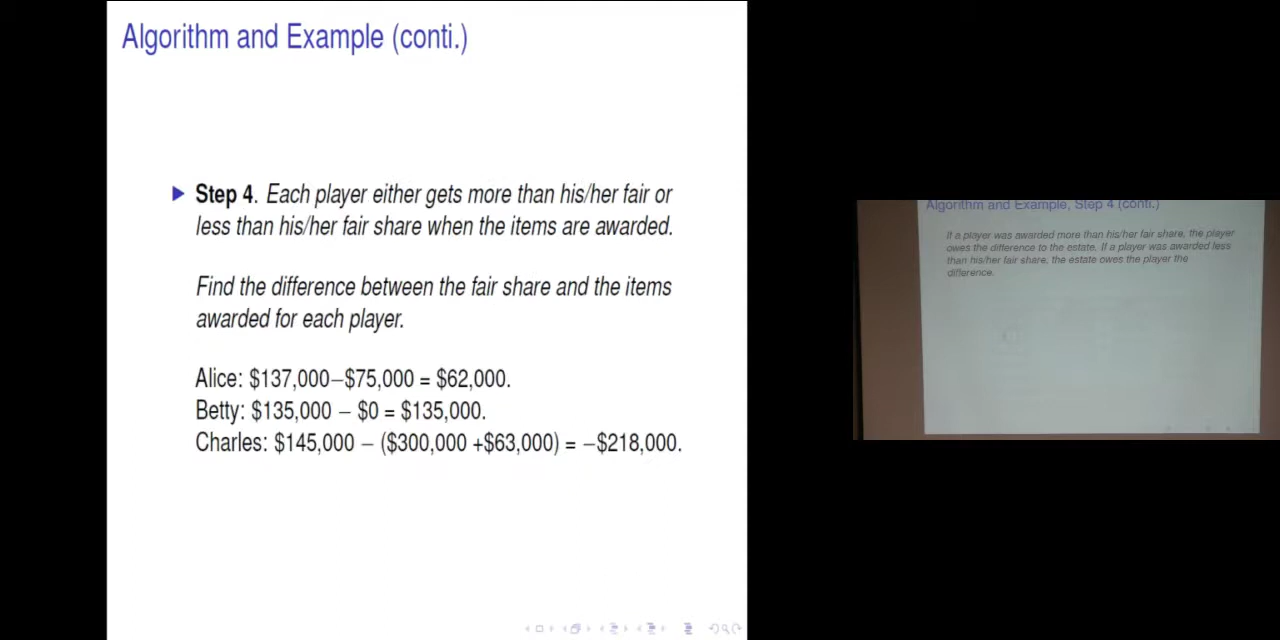 Algorithm and Example (conti.)
▶ Step 4. Each player either gets more than his/her fair or
less than his/her fair share when the items are awarded.
Find the difference between the fair share and the items
awarded for each player.
Alice: $137,000–$75,000 = $62,000.
Betty: $135,000 – $0 = $135,000.
Charles: $145,000 – ($300,000 +$63,000) = –$218,000.
Algorithm and Example, Step 4 (conti.)
If a player was awarded more than his/her fair share, the player
owes the difference to the estate. If a player was awarded less
than his/her fair share, the estate owes the player the
difference.